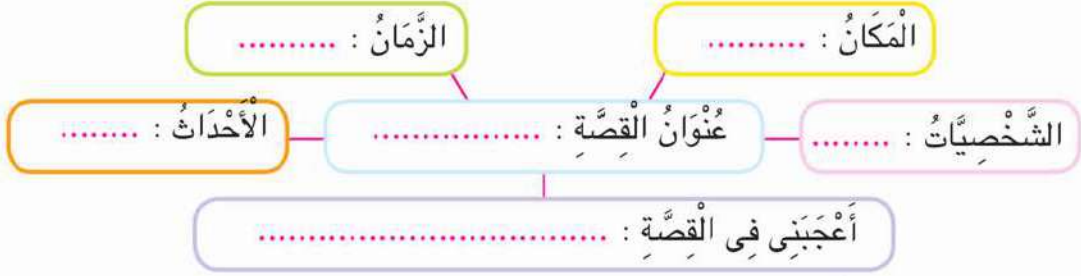 الْمَكَانُ : ..........
الزَّمَانُ : ..........
الشَّخْصِيَّاتُ : ........
عُنْوَانُ الْقِصَّةِ : .................
الْأَحْدَاثُ : ........
أَعْجَبَنِى فِى الْقِصَّةِ : ...................................